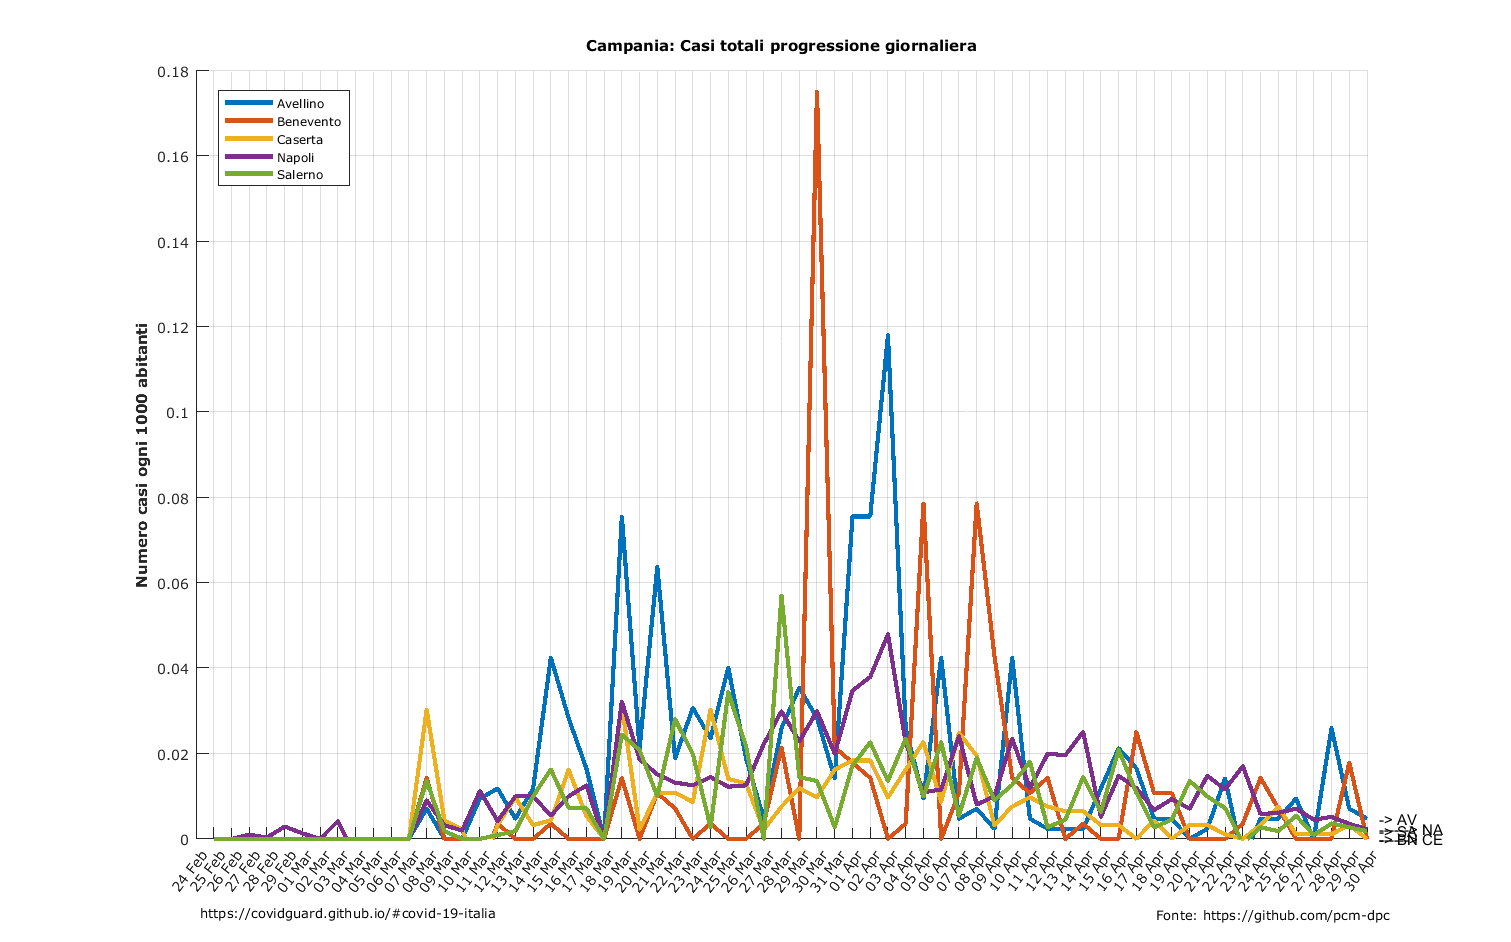 Campania: Casi totali progressione giornaliera
Numero casi ogni 1000 abitanti
0.18
0.16
0.14
0.12
0.1
0.08
0.06
0.04
0.02
0
Avellino
Benevento
Caserta
Napoli
Salerno
24 Feb
25 Feb
26 Feb
27 Feb
28 Feb
29 Feb
01 Mar
02 Mar
03 Mar
04 Mar
05 Mar
06 Mar
07 Mar
08 Mar
09 Mar
10 Mar
11 Mar
12 Mar
13 Mar
14 Mar
15 Mar
16 Mar
17 Mar
18 Mar
19 Mar
20 Mar
21 Mar
22 Mar
23 Mar
24 Mar
25 Mar
26 Mar
27 Mar
28 Mar
29 Mar
30 Mar
31 Mar
01 Apr
02 Apr
03 Apr
04 Apr
05 Apr
06 Apr
07 Apr
08 Apr
09 Apr
10 Apr
11 Apr
12 Apr
13 Apr
14 Apr
15 Apr
16 Apr
17 Apr
18 Apr
19 Apr
20 Apr
21 Apr
22 Apr
23 Apr
24 Apr
25 Apr
26 Apr
27 Apr
28 Apr
29 Apr
30 Apr
-> AV
NA
CE
https://covidguard.github.io/#covid-19-italia
Fonte: https://github.com/pcm-dpc